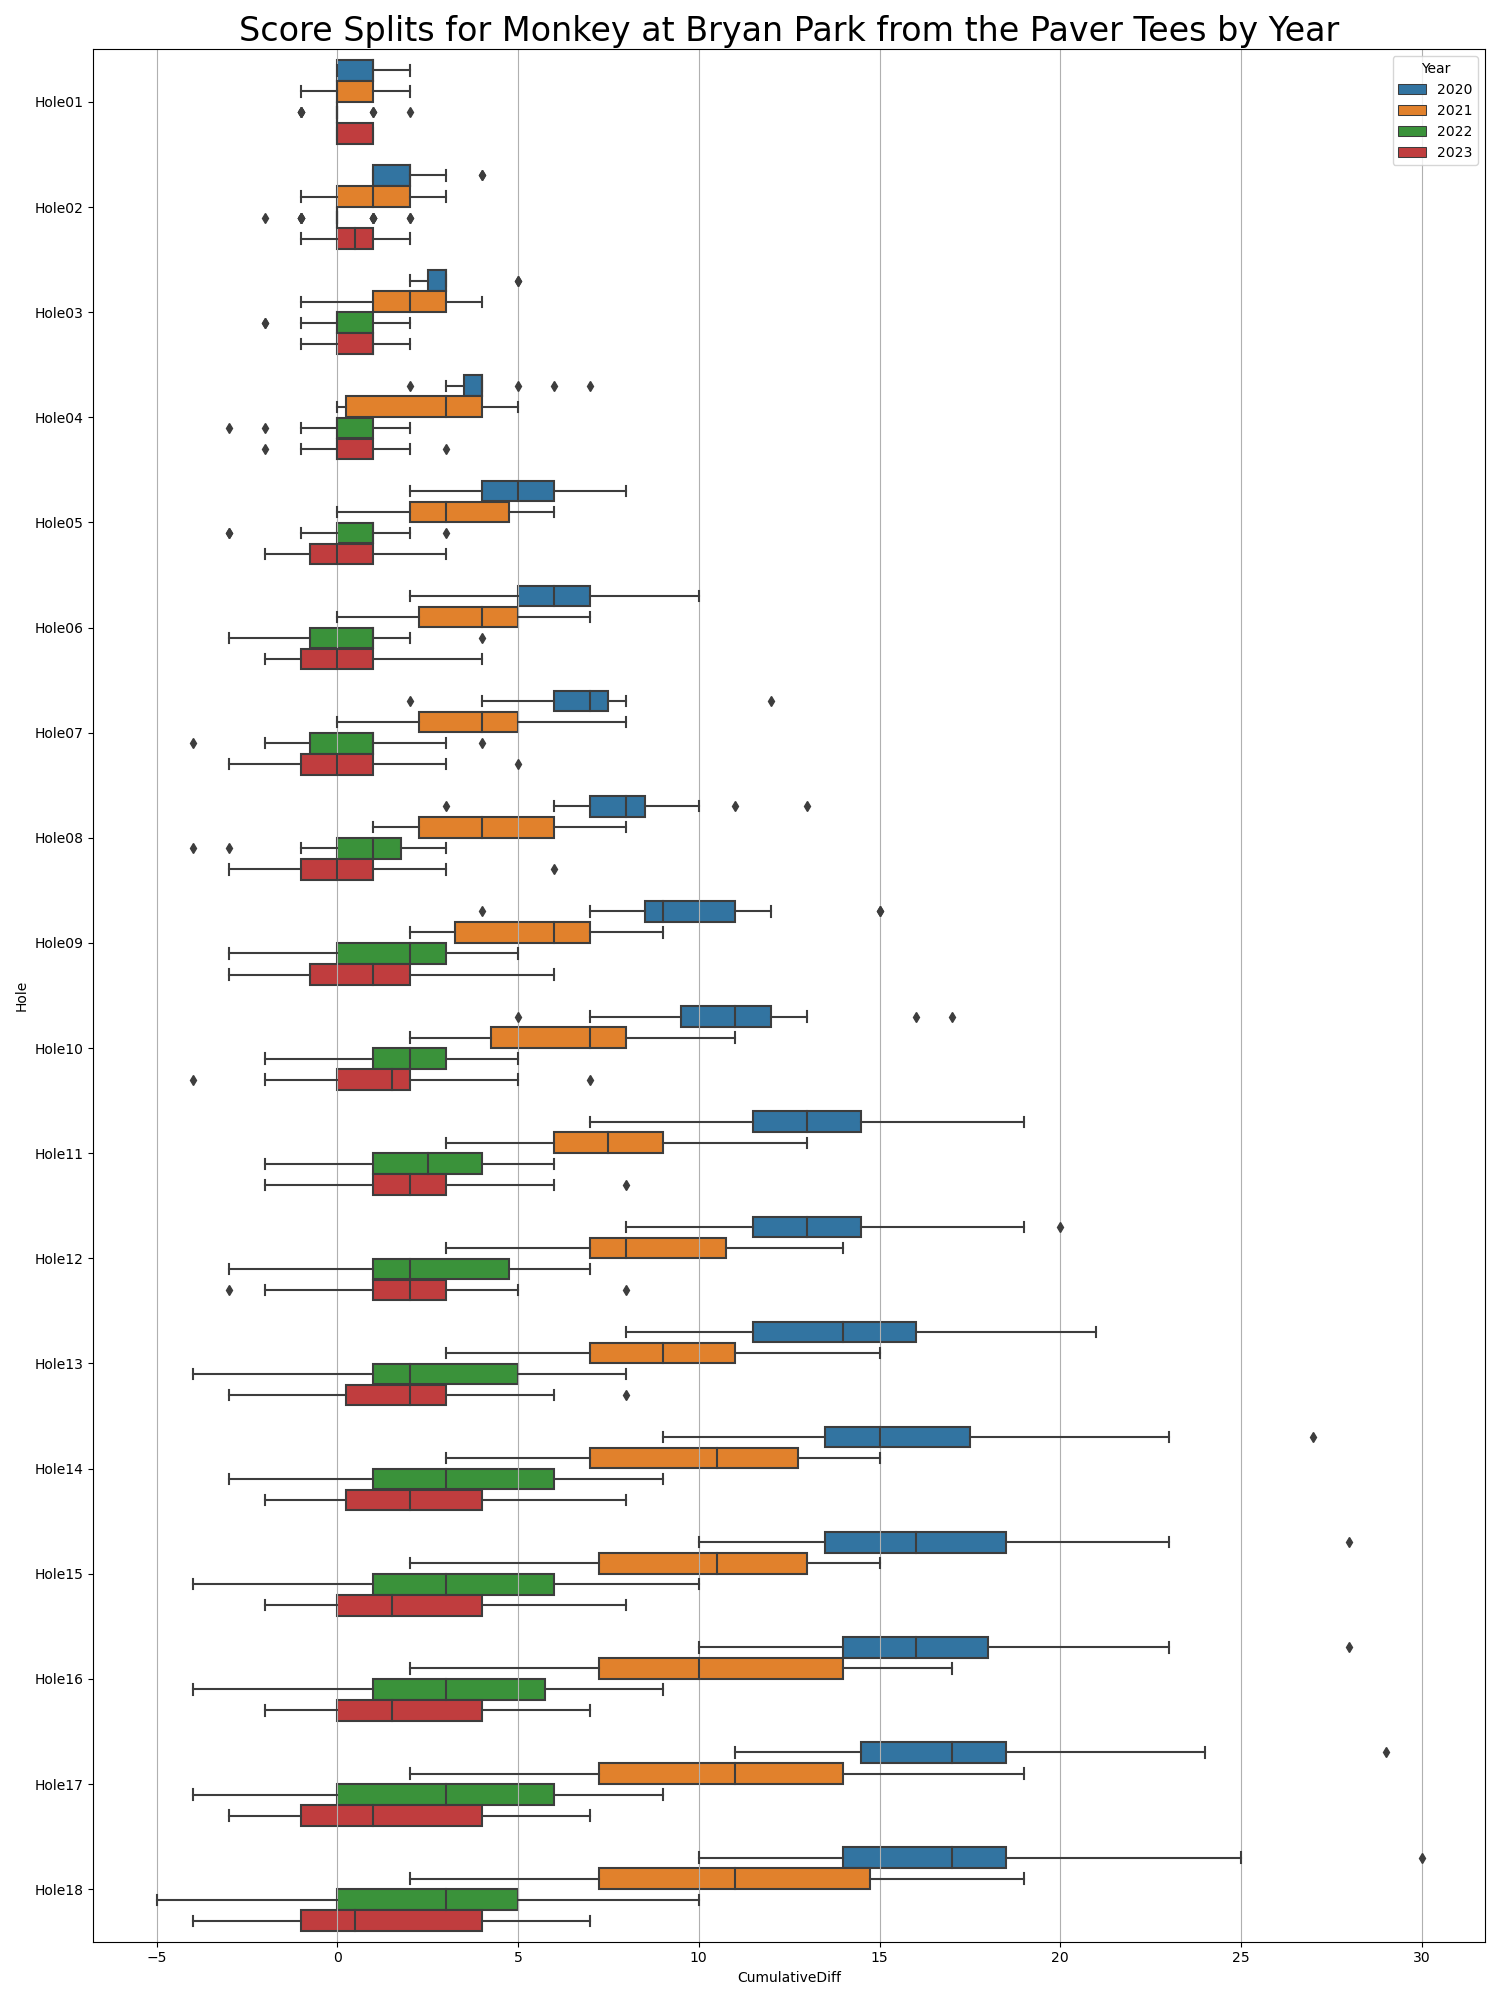 Score Splits for Monkey at Bryan Park from the Paver Tees by Year
Year
2020
2021
2022
2023
Hole01
Hole02
Hole03
Hole04
Hole05
Hole06
Hole07
Hole08
Hole09
Hole
Hole10
Hole11
Hole12
Hole13
Hole14
Hole15
Hole16
Hole17
Hole18
−5 0 5 10 15 20 25 30
CumulativeDiff